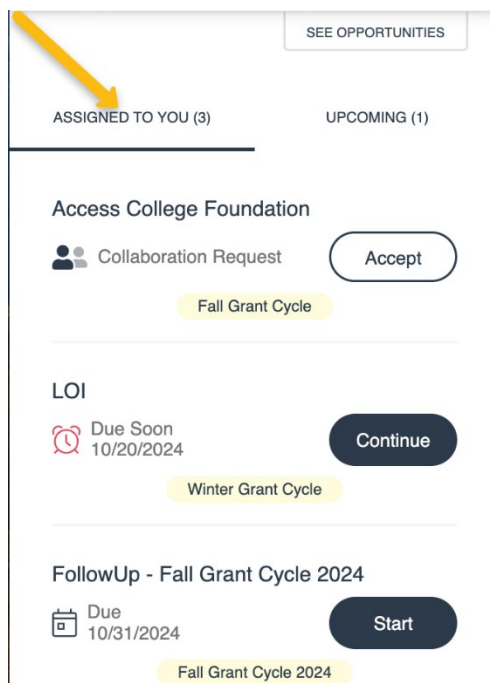 SEE OPPORTUNITIES
ASSIGNED TO YOU (3)
UPCOMING (1)
Access College Foundation
Collaboration Request
Accept
Fall Grant Cycle
LOI
Due Soon
10/20/2024
Continue
Winter Grant Cycle
FollowUp - Fall Grant Cycle 2024
Due
10/31/2024
Start
Fall Grant Cycle 2024